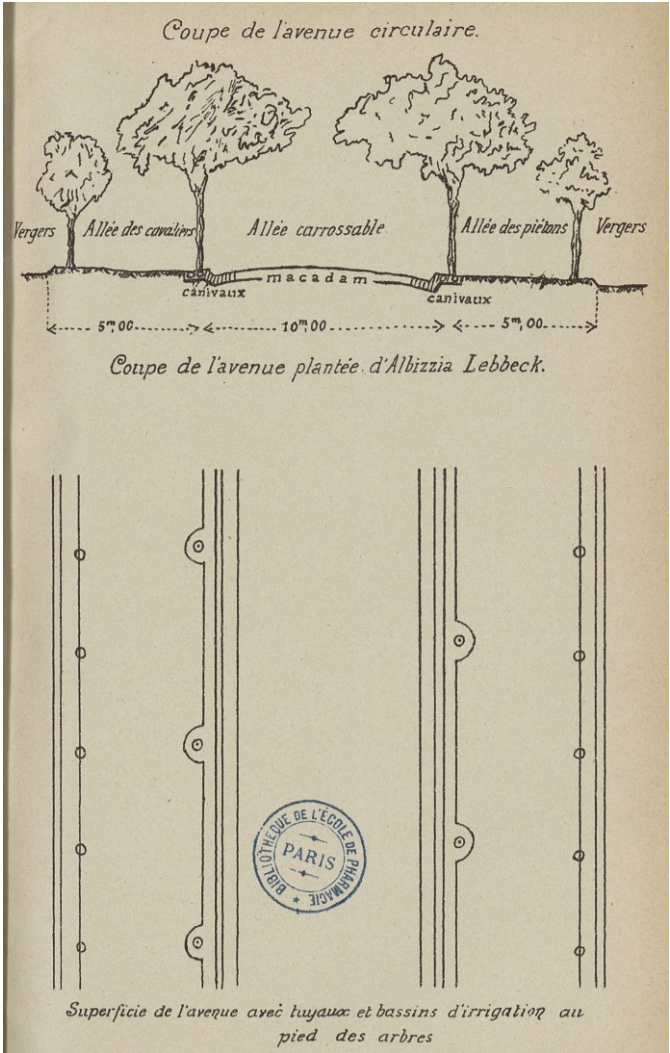 Coupe de l'avenue circulaire.
Vergers Allée des cavaliers Allée carrossable Allée des piétons Vergers
macadam
canivaux canivaux
5m,00 10m,00 5m,00
Coupe de l'avenue plantée d'Albizzia Lebbeck.
BIBLIOTHÈQUE DE L'ÉCOLE DE PHARMACIE
PARIS
Superficie de l'avenue avec tuyaux et bassins d'irrigation au
pied des arbres